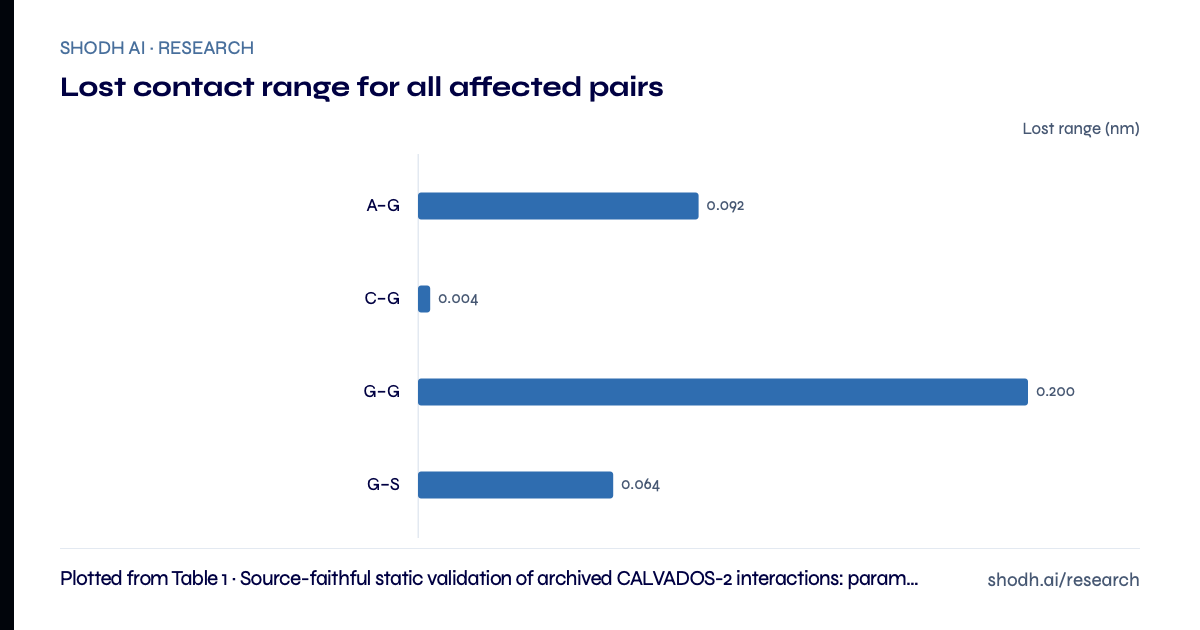 SHODH AI · RESEARCH
Lost contact range for all affected pairs
Lost range (nm)
A–G 0.092
C–G 0.004
G–G 0.200
G–S 0.064
Plotted from Table 1 · Source-faithful static validation of archived CALVADOS-2 interactions: param…
shodh.ai/research